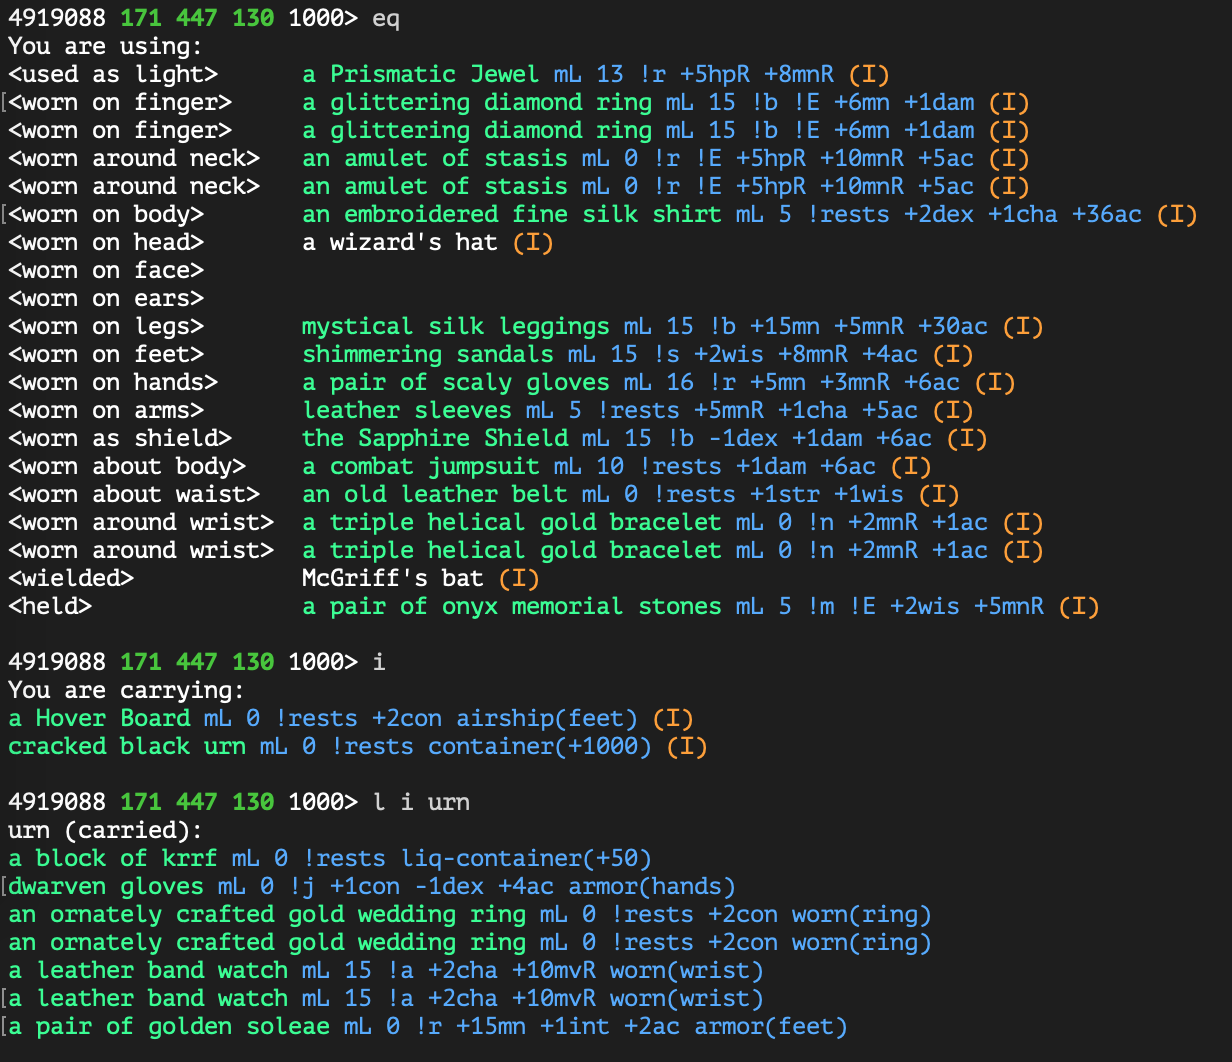 4919088 171 447 130 1000> eq
You are using:
<used as light>      a Prismatic Jewel mL 13 !r +5hpR +8mnR (I)
<worn on finger>     a glittering diamond ring mL 15 !b !E +6mn +1dam (I)
<worn on finger>     a glittering diamond ring mL 15 !b !E +6mn +1dam (I)
<worn around neck>   an amulet of stasis mL 0 !r !E +5hpR +10mnR +5ac (I)
<worn around neck>   an amulet of stasis mL 0 !r !E +5hpR +10mnR +5ac (I)
<worn on body>       an embroidered fine silk shirt mL 5 !rests +2dex +1cha +36ac (I)
<worn on head>       a wizard's hat (I)
<worn on face>
<worn on ears>
<worn on legs>       mystical silk leggings mL 15 !b +15mn +5mnR +30ac (I)
<worn on feet>       shimmering sandals mL 15 !s +2wis +8mnR +4ac (I)
<worn on hands>      a pair of scaly gloves mL 16 !r +5mn +3mnR +6ac (I)
<worn on arms>       leather sleeves mL 5 !rests +5mnR +1cha +5ac (I)
<worn as shield>     the Sapphire Shield mL 15 !b -1dex +1dam +6ac (I)
<worn about body>    a combat jumpsuit mL 10 !rests +1dam +6ac (I)
<worn about waist>   an old leather belt mL 0 !rests +1str +1wis (I)
<worn around wrist>  a triple helical gold bracelet mL 0 !n +2mnR +1ac (I)
<worn around wrist>  a triple helical gold bracelet mL 0 !n +2mnR +1ac (I)
<wielded>            McGriff's bat (I)
<held>               a pair of onyx memorial stones mL 5 !m !E +2wis +5mnR (I)
4919088 171 447 130 1000> i
You are carrying:
a Hover Board mL 0 !rests +2con airship(feet) (I)
cracked black urn mL 0 !rests container(+1000) (I)
4919088 171 447 130 1000> l i urn
urn (carried):
a block of krrf mL 0 !rests liq-container(+50)
dwarven gloves mL 0 !j +1con -1dex +4ac armor(hands)
an ornately crafted gold wedding ring mL 0 !rests +2con worn(ring)
an ornately crafted gold wedding ring mL 0 !rests +2con worn(ring)
a leather band watch mL 15 !a +2cha +10mvR worn(wrist)
a leather band watch mL 15 !a +2cha +10mvR worn(wrist)
a pair of golden soleae mL 0 !r +15mn +1int +2ac armor(feet)